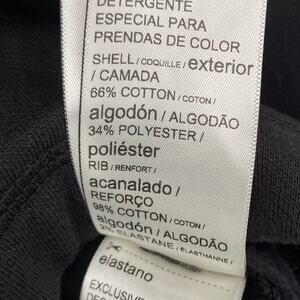 DETERGENTE
ESPECIAL PARA
PRENDAS DE COLOR
SHELL / COQUILLE / exterior
/ CAMADA
66% COTTON / COTON /
algodón / ALGODÃO
34% POLYESTER /
poliéster
RIB / RENFORT /
acanalado /
REFORÇO
98% COTTON / COTON /
algodón / ALGODÃO
2% ELASTANE / ÉLASTHANNE /
elastano
EXCLUSIVE